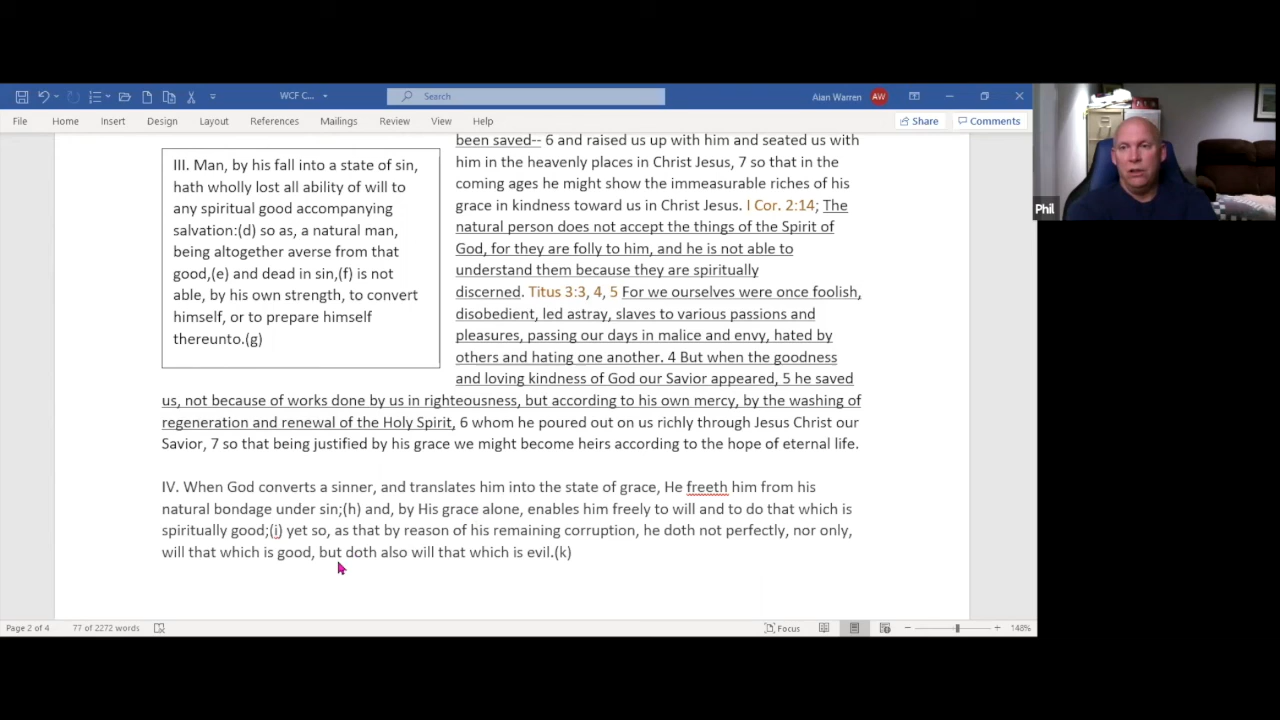 WCF C...
Search
Aian Warren
AW
File
Home
Insert
Design
Layout
References
Mailings
Review
View
Help
Share
Comments
III. Man, by his fall into a state of sin,
hath wholly lost all ability of will to
any spiritual good accompanying
salvation:(d) so as, a natural man,
being altogether averse from that
good,(e) and dead in sin,(f) is not
able, by his own strength, to convert
himself, or to prepare himself
thereunto.(g)
been saved-- 6 and raised us up with him and seated us with
him in the heavenly places in Christ Jesus, 7 so that in the
coming ages he might show the immeasurable riches of his
grace in kindness toward us in Christ Jesus. I Cor. 2:14; The
natural person does not accept the things of the Spirit of
God, for they are folly to him, and he is not able to
understand them because they are spiritually
discerned. Titus 3:3, 4, 5 For we ourselves were once foolish,
disobedient, led astray, slaves to various passions and
pleasures, passing our days in malice and envy, hated by
others and hating one another. 4 But when the goodness
and loving kindness of God our Savior appeared, 5 he saved
us, not because of works done by us in righteousness, but according to his own mercy, by the washing of
regeneration and renewal of the Holy Spirit, 6 whom he poured out on us richly through Jesus Christ our
Savior, 7 so that being justified by his grace we might become heirs according to the hope of eternal life.
IV. When God converts a sinner, and translates him into the state of grace, He freeth him from his
natural bondage under sin;(h) and, by His grace alone, enables him freely to will and to do that which is
spiritually good;(i) yet so, as that by reason of his remaining corruption, he doth not perfectly, nor only,
will that which is good, but doth also will that which is evil.(k)
Page 2 of 4
77 of 2272 words
Focus
148%
Phil